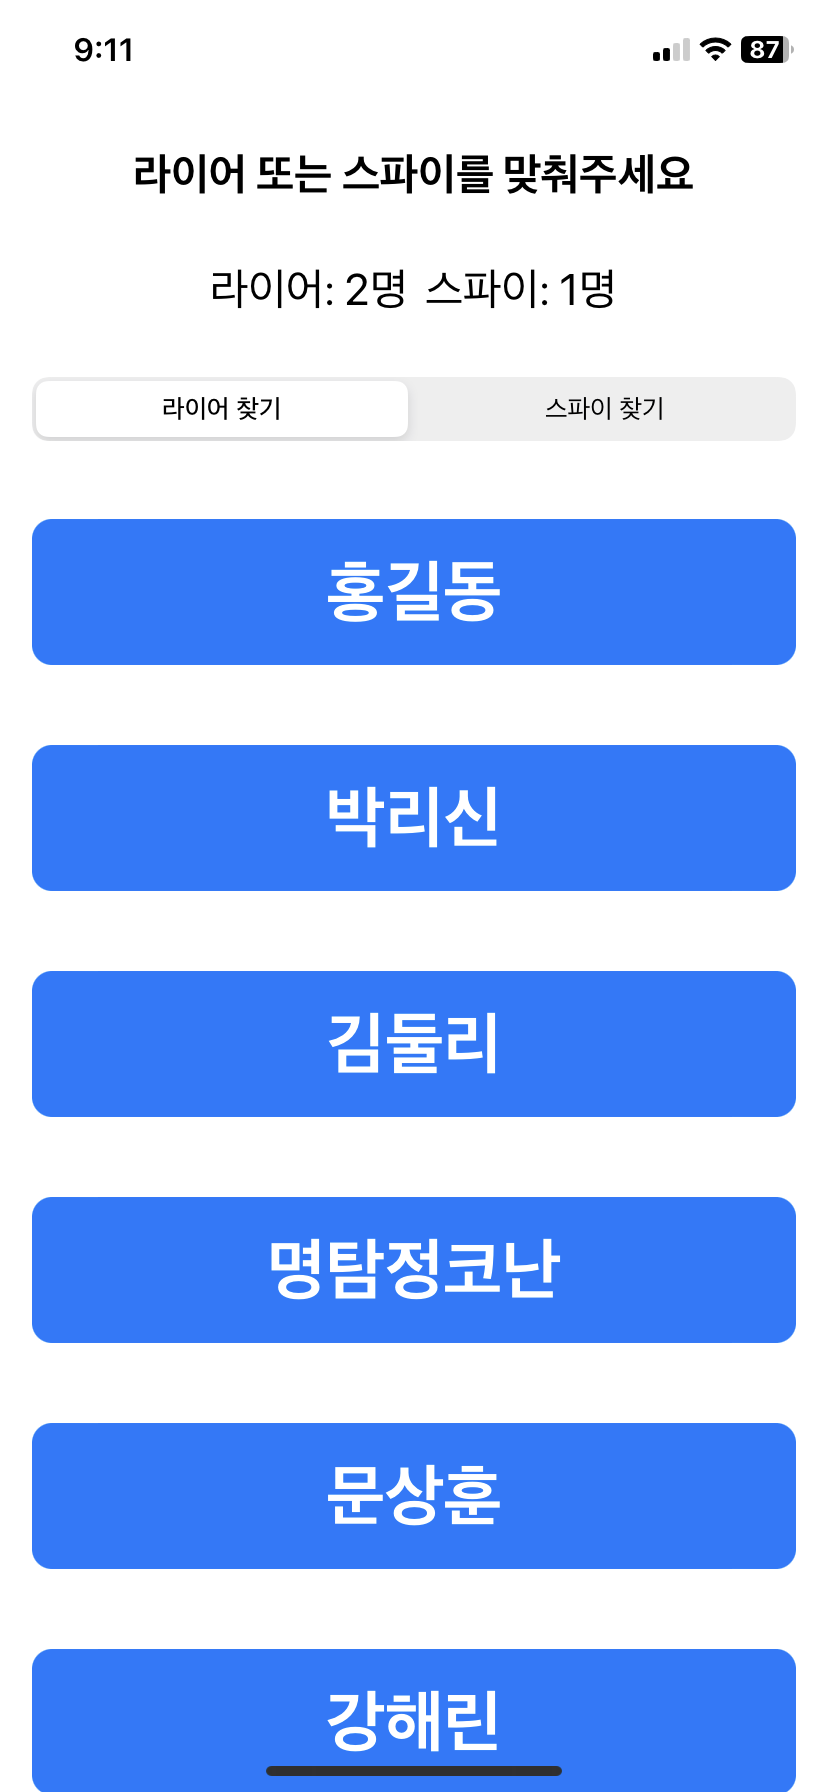 9:11
87
라이어 또는 스파이를 맞춰주세요
라이어: 2명 스파이: 1명
라이어 찾기
스파이 찾기
홍길동
박리신
김둘리
명탐정코난
문상훈
강해린